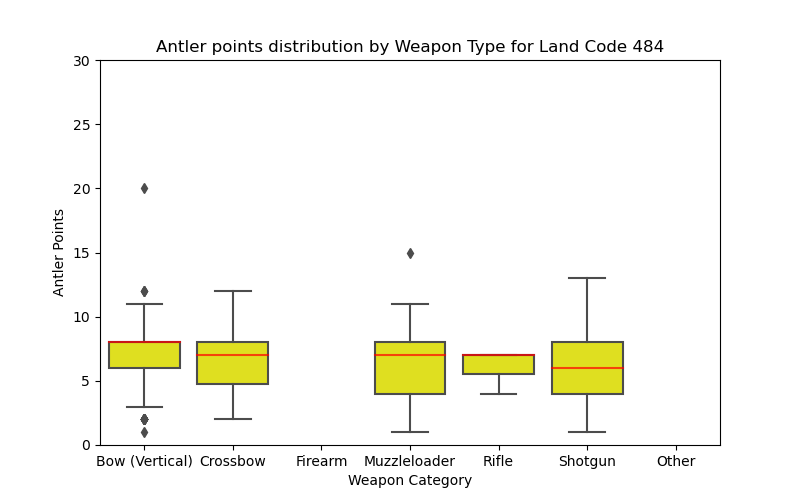 Antler points distribution by Weapon Type for Land Code 484
30
25
20
15
10
5
0
Antler Points
Bow (Vertical) Crossbow Firearm Muzzleloader Rifle Shotgun Other
Weapon Category